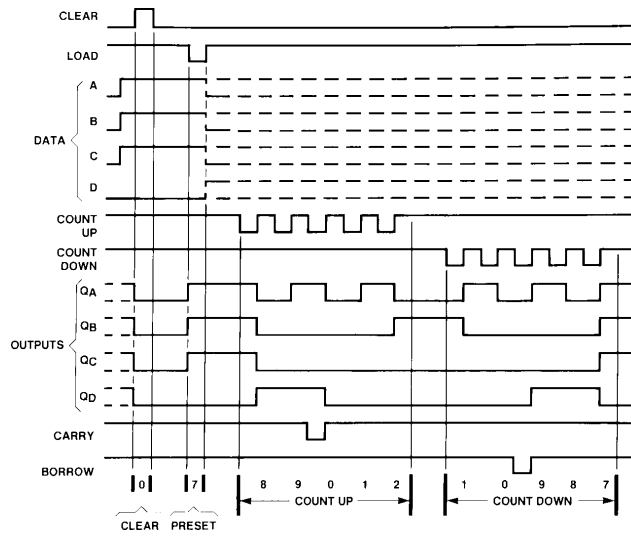 CLEAR
LOAD
A
B
DATA
C
D
COUNT
UP
COUNT
DOWN
QA
QB
OUTPUTS
QC
QD
CARRY
BORROW
0 7 8 9 0 1 2 1 0 9 8 7
COUNT UP COUNT DOWN
CLEAR PRESET